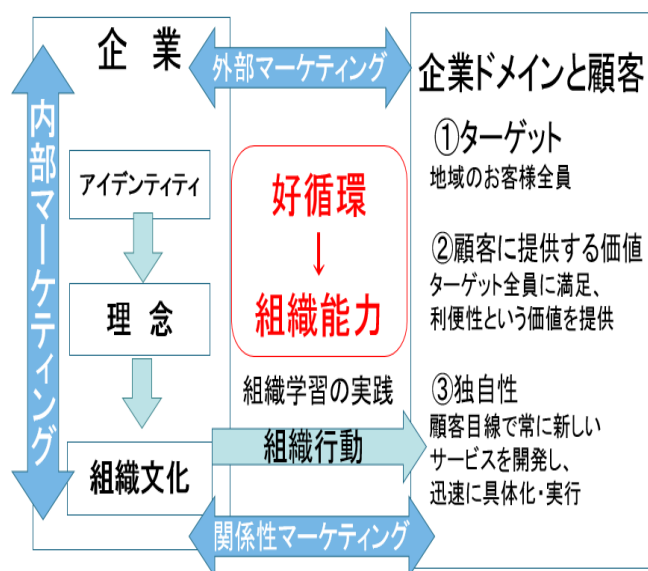 企　業
外部マーケティング
内部マーケティング
アイデンティティ
理　念
組織文化
好循環
↓
組織能力
組織学習の実践
組織行動
関係性マーケティング
企業ドメインと顧客
①ターゲット
地域のお客様全員
②顧客に提供する価値
ターゲット全員に満足、
利便性という価値を提供
③独自性
顧客目線で常に新しい
サービスを開発し、
迅速に具体化・実行